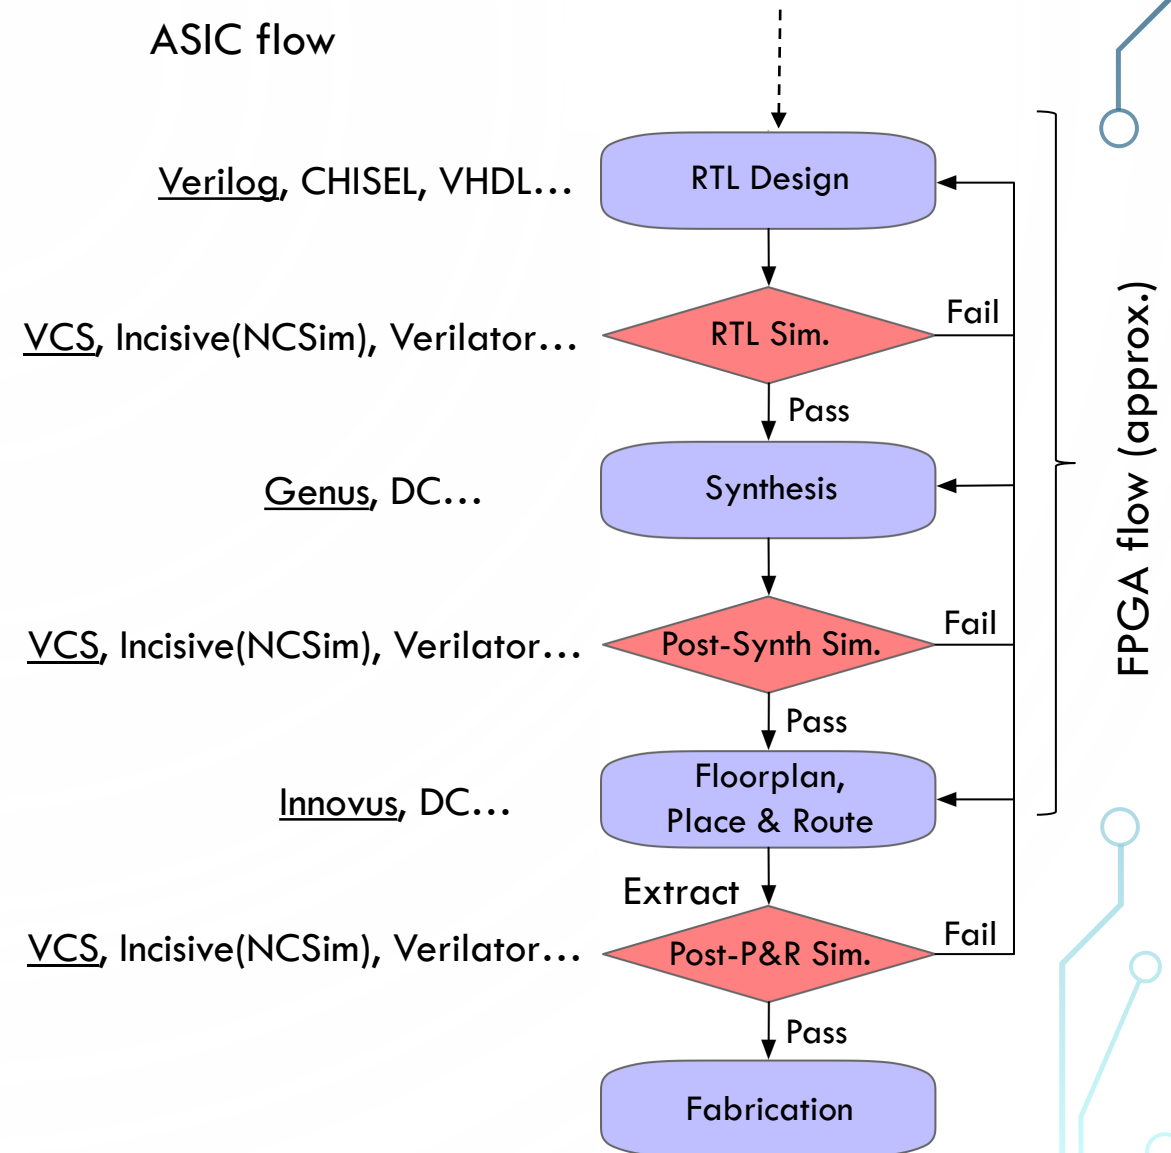 ASIC flow
Verilog, CHISEL, VHDL...
RTL Design
VCS, Incisive(NCSim), Verilator...
RTL Sim.
Fail
Pass
Genus, DC...
Synthesis
VCS, Incisive(NCSim), Verilator...
Post-Synth Sim.
Fail
Pass
Innovus, DC...
Floorplan,
Place & Route
Extract
VCS, Incisive(NCSim), Verilator...
Post-P&R Sim.
Fail
Pass
Fabrication
FPGA flow (approx.)